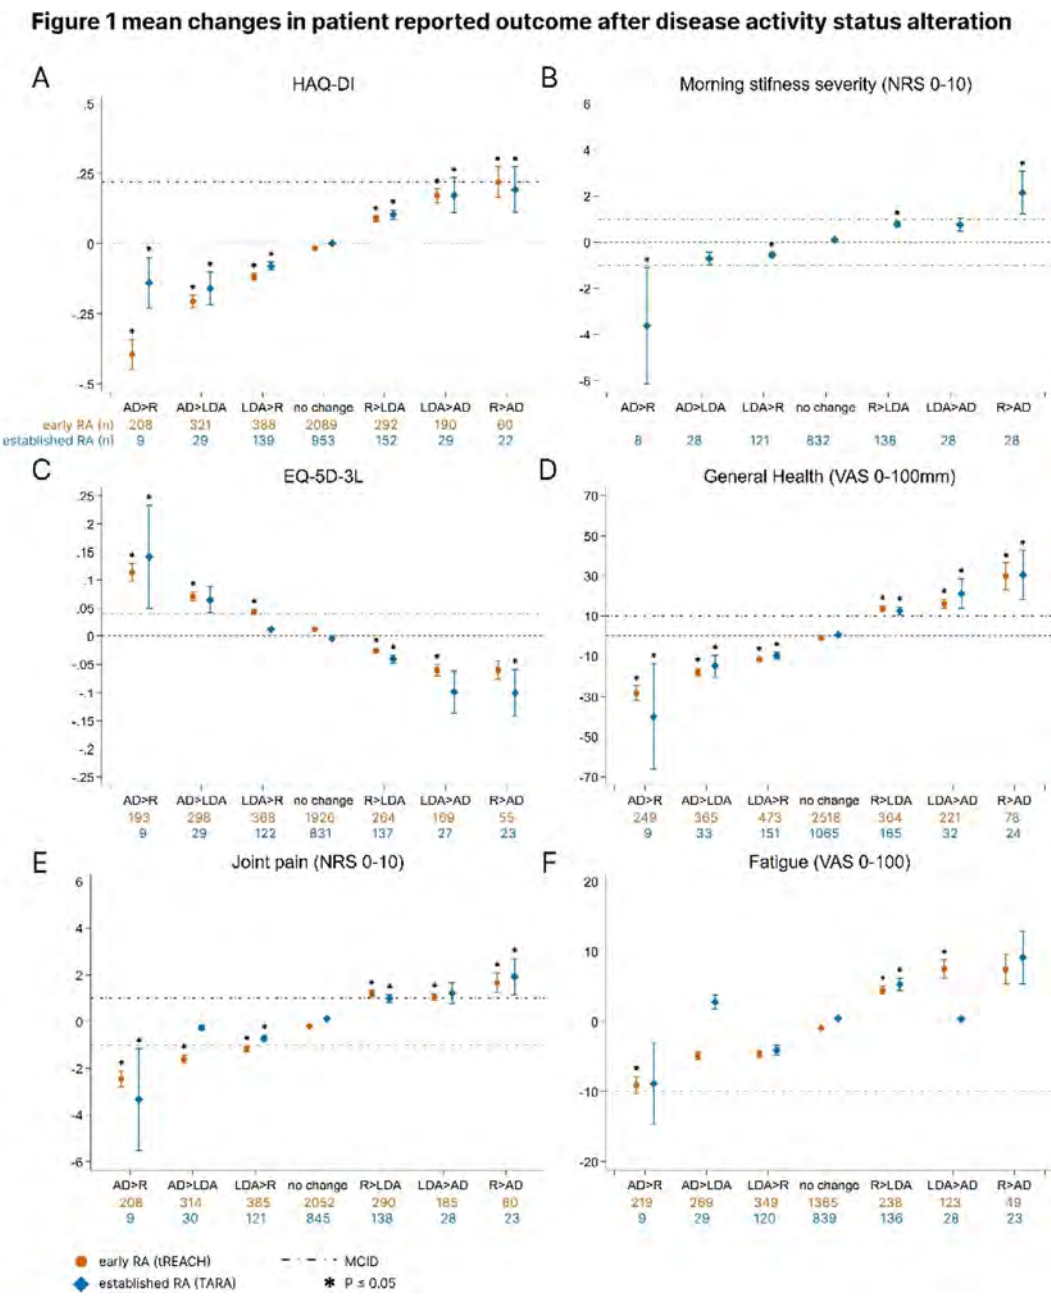 Figure 1 mean changes in patient reported outcome after disease activity status alteration
A
HAQ-DI
.5
.25
0
-.25
-.5
AD>R AD>LDA LDA>R no change R>LDA LDA>AD R>AD
early RA (n) 208 321 388 2089 292 190 60
established RA (n) 9 29 139 953 152 29 22
B
Morning stifness severity (NRS 0-10)
6
4
2
0
-2
-4
-6
AD>R AD>LDA LDA>R no change R>LDA LDA>AD R>AD
8 28 121 832 138 28 28
C
EQ-5D-3L
.25
.2
.15
.1
.05
0
-.05
-.1
-.15
-.2
-.25
AD>R AD>LDA LDA>R no change R>LDA LDA>AD R>AD
193 298 368 1926 264 169 55
9 29 122 831 137 27 23
D
General Health (VAS 0-100mm)
70
50
30
10
-10
-30
-50
-70
AD>R AD>LDA LDA>R no change R>LDA LDA>AD R>AD
249 365 473 2518 364 221 78
9 33 151 1065 165 32 24
E
Joint pain (NRS 0-10)
6
4
2
0
-2
-4
-6
AD>R AD>LDA LDA>R no change R>LDA LDA>AD R>AD
208 314 385 2052 290 185 60
9 30 121 845 138 28 23
F
Fatigue (VAS 0-100)
20
10
0
-10
-20
AD>R AD>LDA LDA>R no change R>LDA LDA>AD R>AD
219 269 349 1365 238 123 49
9 29 120 839 136 28 23
early RA (tREACH)
MCID
established RA (TARA)
* P ≤ 0.05